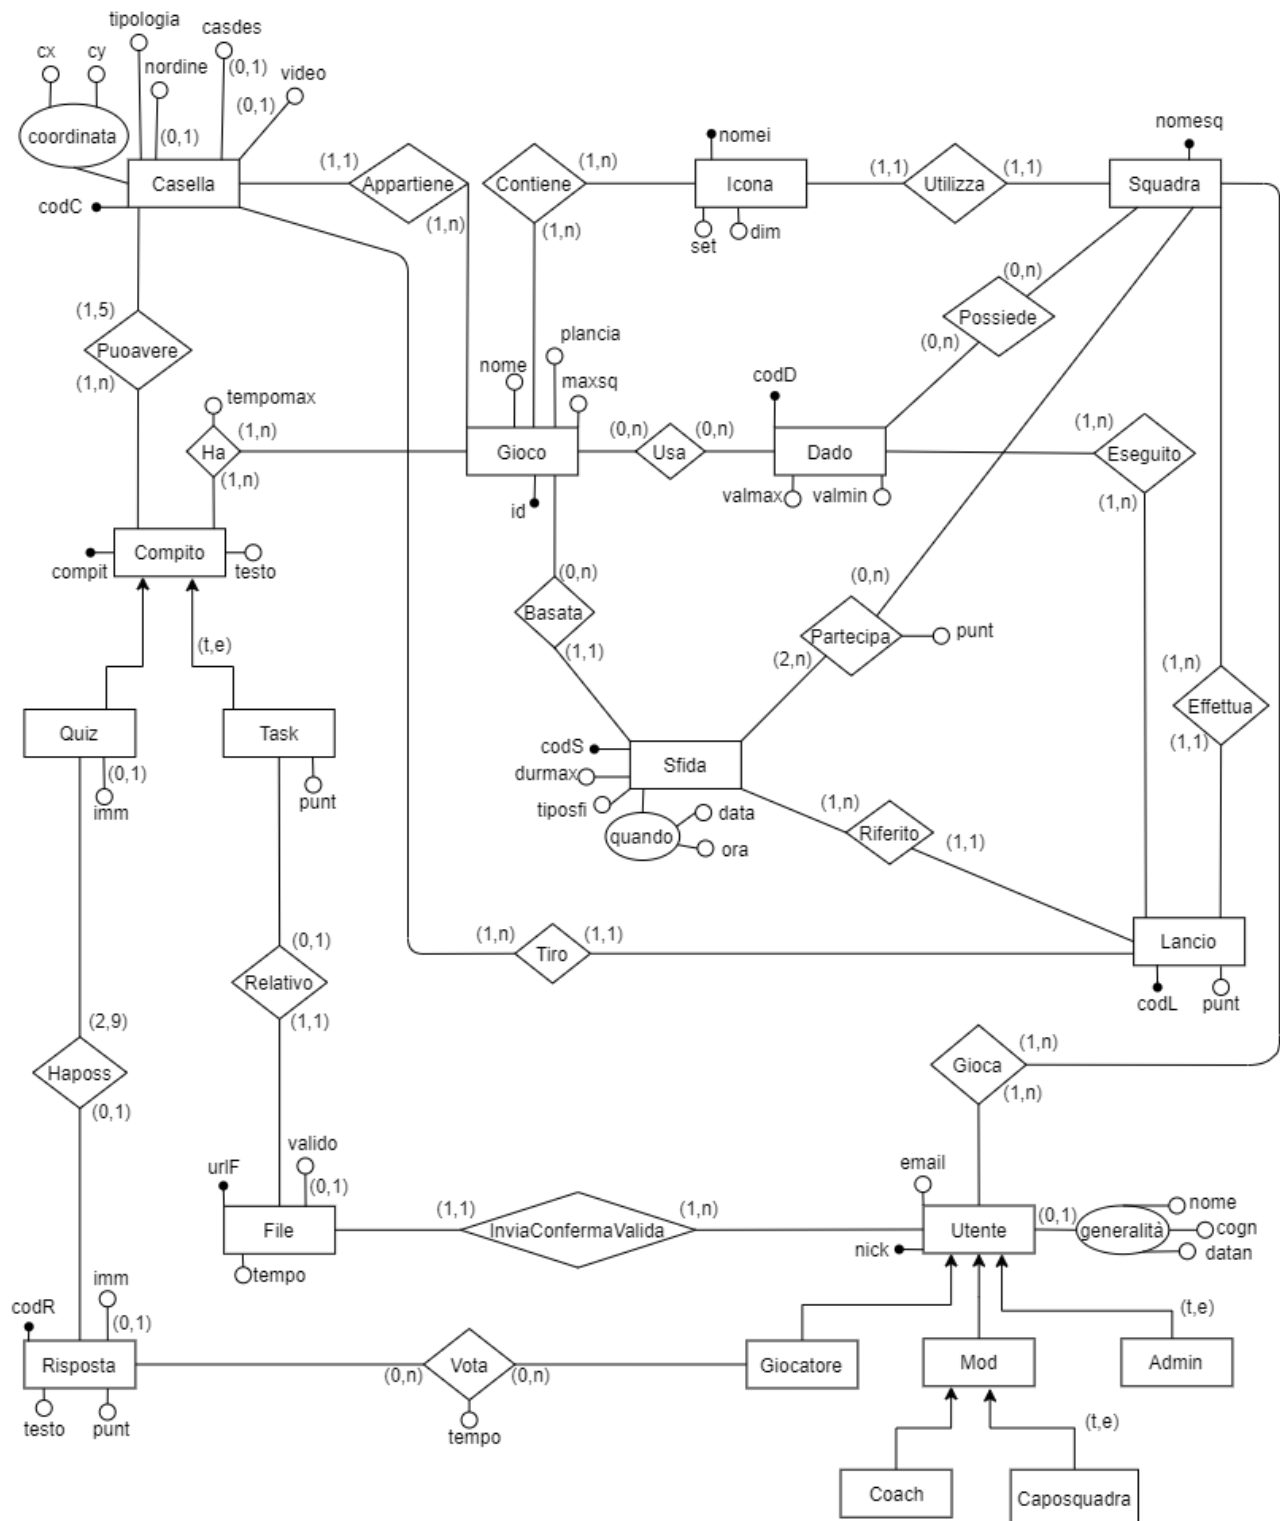 tipologia
casdes
cx
cy
nordine
(0,1)
video
(0,1)
coordinata
(0,1)
Casella
codC
(1,1)
Appartiene
(1,n)
Contiene
(1,n)
(1,n)
nomei
Icona
set
dim
(1,1)
Utilizza
(1,1)
nomesq
Squadra
(1,5)
Puoavere
(1,n)
(0,n)
Possiede
(0,n)
plancia
nome
maxsq
tempomax
(1,n)
Ha
(1,n)
Gioco
id
(0,n)
Usa
(0,n)
codD
Dado
valmax
valmin
(1,n)
Eseguito
(1,n)
Compito
compit
testo
(t,e)
(0,n)
Basata
(1,1)
(0,n)
Partecipa
(2,n)
punt
(1,n)
Effettua
(1,1)
Quiz
(0,1)
imm
Task
punt
codS
durmax
tiposfi
Sfida
quando
data
ora
(1,n)
Riferito
(1,1)
(1,n)
Tiro
(1,1)
Lancio
codL
punt
(0,1)
Relativo
(1,1)
(2,9)
Haposs
(0,1)
(1,n)
Gioca
(1,n)
urlF
valido
(0,1)
File
tempo
(1,1)
InviaConfermaValida
(1,n)
email
Utente
nick
(0,1)
generalità
nome
cogn
datan
codR
imm
(0,1)
Risposta
testo
punt
(0,n)
Vota
(0,n)
tempo
Giocatore
Mod
(t,e)
Admin
(t,e)
Coach
Caposquadra